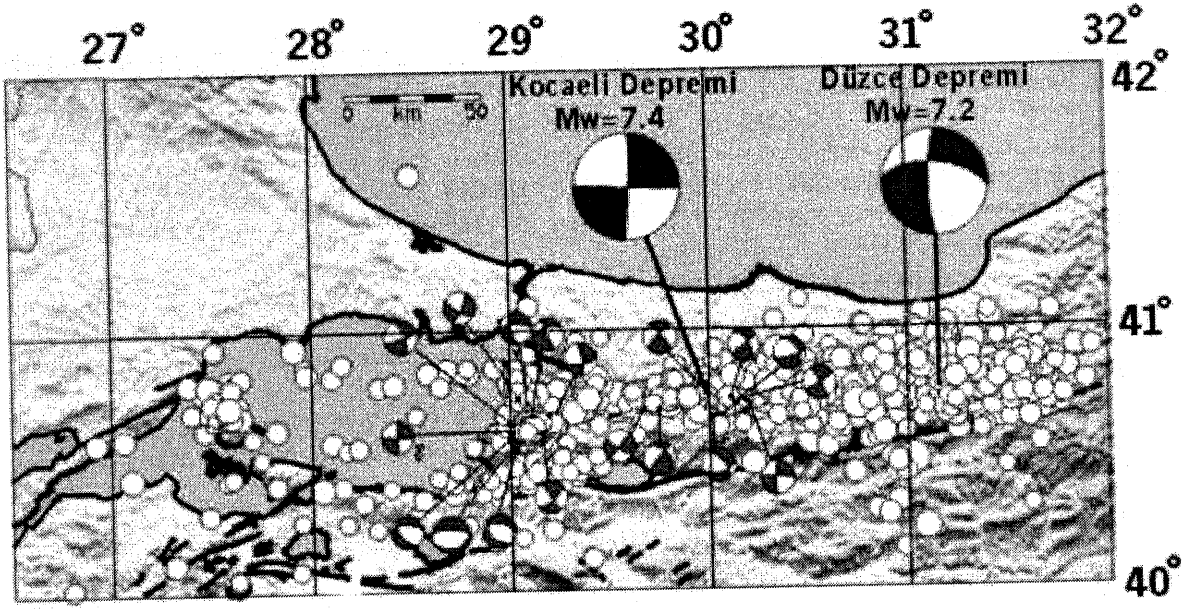 27° 28° 29° 30° 31° 32°
42°
Kocaeli Depremi
Mw=7.4
Düzce Depremi
Mw=7.2
0 km 50
41°
2
40°